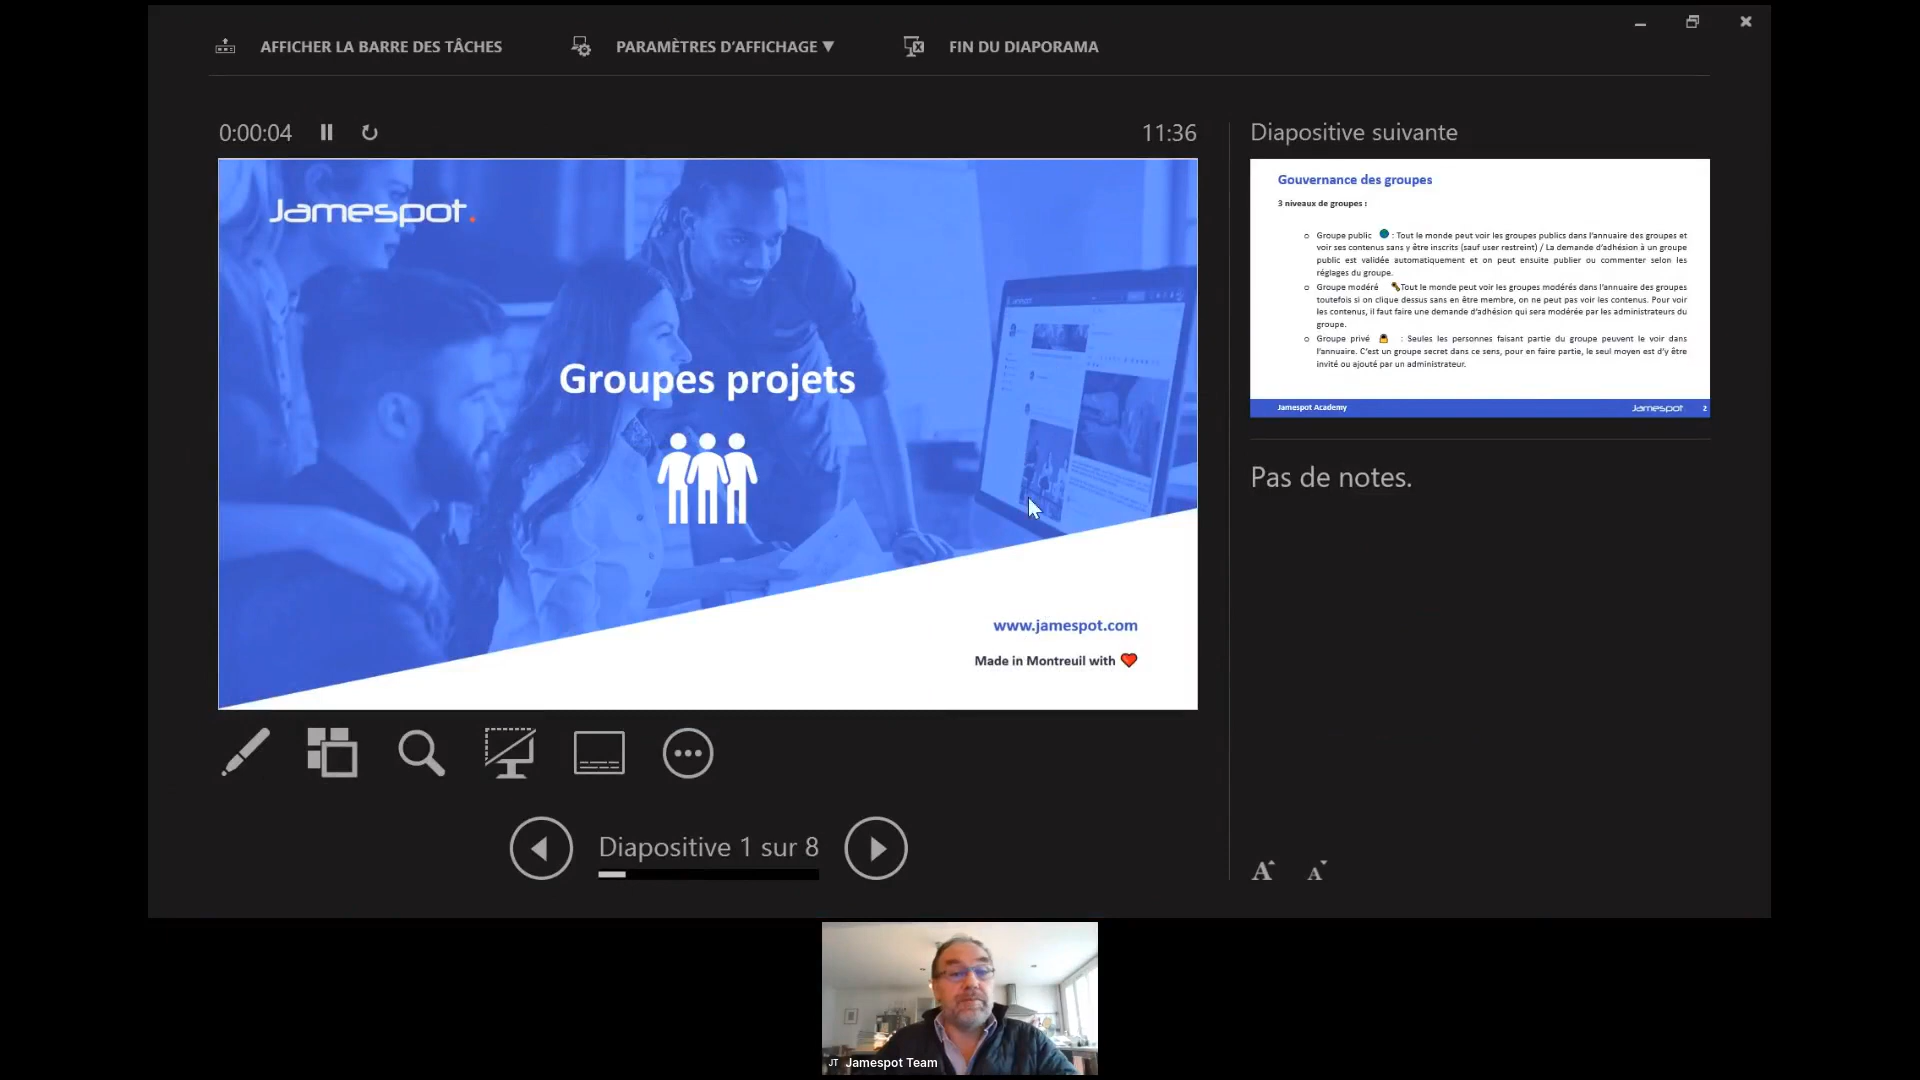 AFFICHER LA BARRE DES TÂCHES
PARAMÈTRES D'AFFICHAGE ▼
FIN DU DIAPORAMA
0:00:04
11:36
Jamespot.
Groupes projets
www.jamespot.com
Made in Montreuil with ❤
Diapositive 1 sur 8
Diapositive suivante
Gouvernance des groupes
3 niveaux de groupes :
o Groupe public : Tout le monde peut voir les groupes publics dans l'annuaire des groupes et
voir ses contenus sans y être inscrits (sauf user restreint) / La demande d'adhésion à un groupe
public est validée automatiquement et on peut ensuite publier ou commenter selon les
réglages du groupe.
o Groupe modéré Tout le monde peut voir les groupes modérés dans l'annuaire des groupes
toutefois si on clique dessus sans en être membre, on ne peut pas voir les contenus. Pour voir
les contenus, il faut faire une demande d'adhésion qui sera modérée par les administrateurs du
groupe.
o Groupe privé : Seules les personnes faisant partie du groupe peuvent le voir dans
l'annuaire. C'est un groupe secret dans ce sens, pour en faire partie, le seul moyen est d'y être
invité ou ajouté par un administrateur.
Jamespot Academy
Jamespot
2
Pas de notes.
A A
JT Jamespot Team